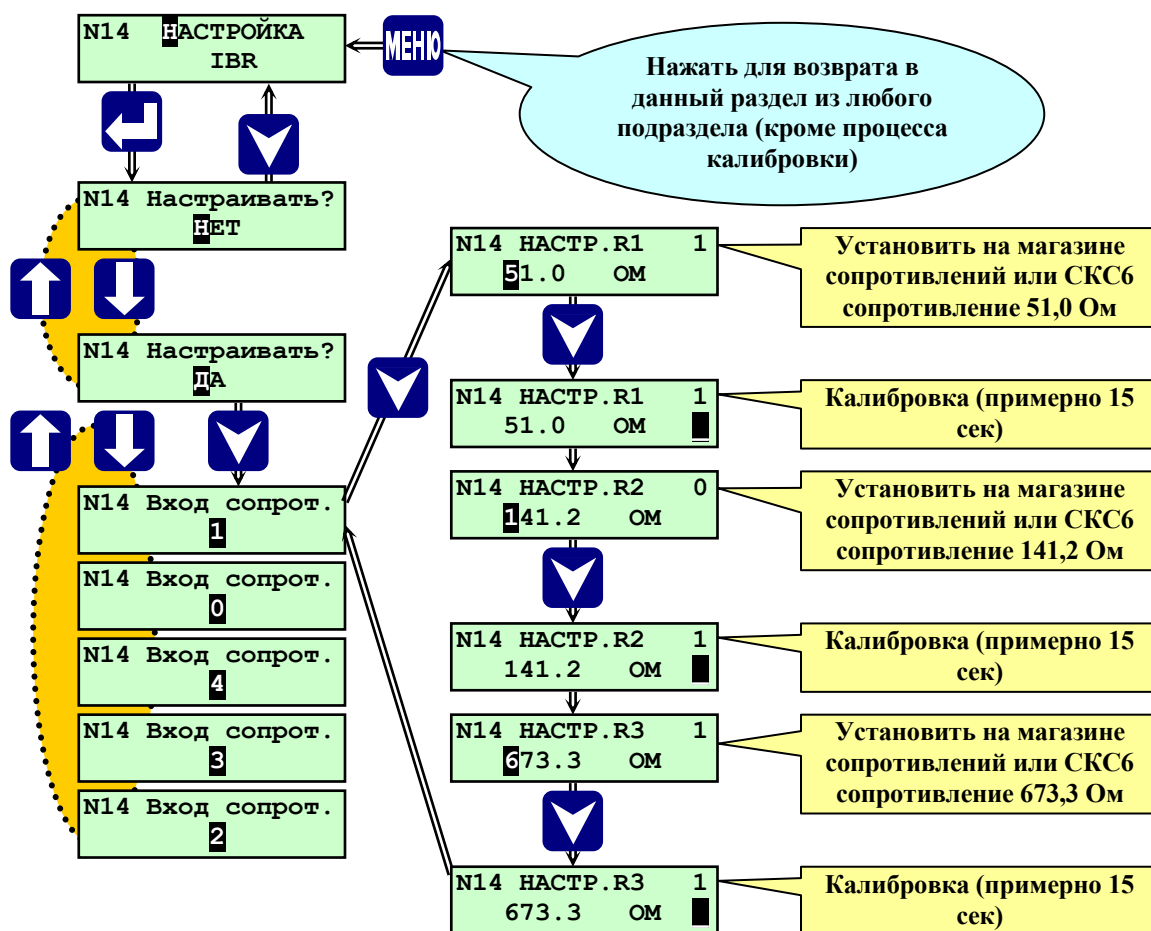 N14 НАСТРОЙКА
IBR
МЕНЮ
Нажать для возврата в
данный раздел из любого
подраздела (кроме процесса
калибровки)
N14 Настраивать?
НЕТ
N14 Настраивать?
ДА
N14 Вход сопрот.
1
N14 Вход сопрот.
0
N14 Вход сопрот.
4
N14 Вход сопрот.
3
N14 Вход сопрот.
2
N14 НАСТР.R1 1
51.0 ОМ
Установить на магазине
сопротивлений или СКС6
сопротивление 51,0 Ом
N14 НАСТР.R1 1
51.0 ОМ
Калибровка (примерно 15
сек)
N14 НАСТР.R2 0
141.2 ОМ
Установить на магазине
сопротивлений или СКС6
сопротивление 141,2 Ом
N14 НАСТР.R2 1
141.2 ОМ
Калибровка (примерно 15
сек)
N14 НАСТР.R3 1
673.3 ОМ
Установить на магазине
сопротивлений или СКС6
сопротивление 673,3 Ом
N14 НАСТР.R3 1
673.3 ОМ
Калибровка (примерно 15
сек)